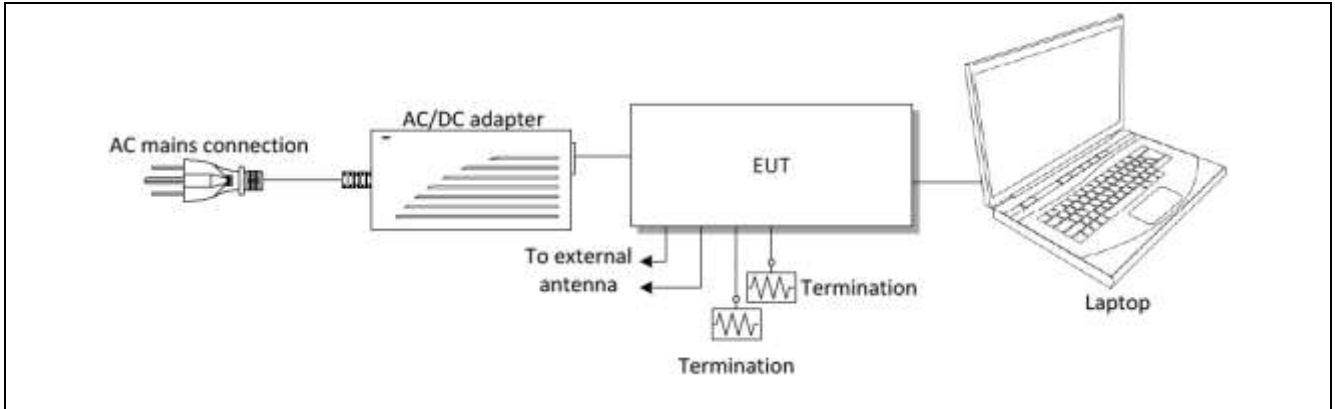 AC/DC adapter
AC mains connection
EUT
To external
antenna
Termination
Termination
Laptop